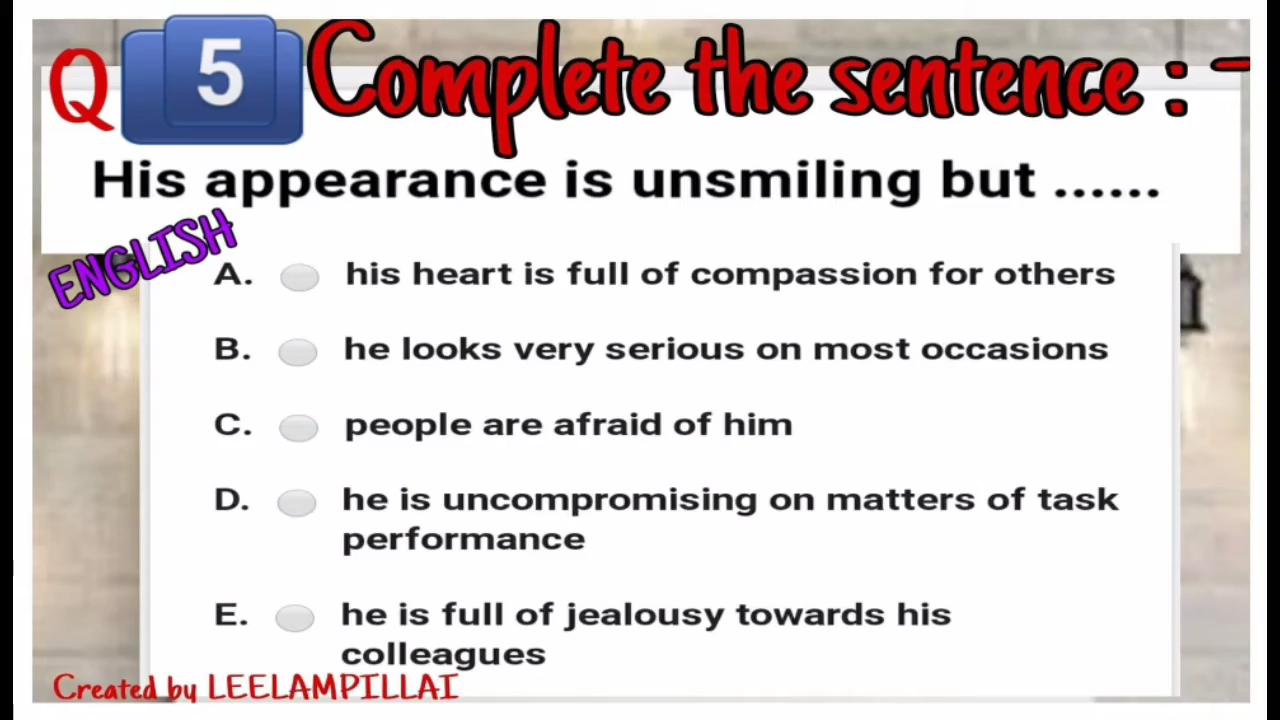 Q 5 Complete the sentence : -
His appearance is unsmiling but ......
ENGLISH
A. his heart is full of compassion for others
B. he looks very serious on most occasions
C. people are afraid of him
D. he is uncompromising on matters of task
performance
E. he is full of jealousy towards his
colleagues
Created by LEELAMPILLAI